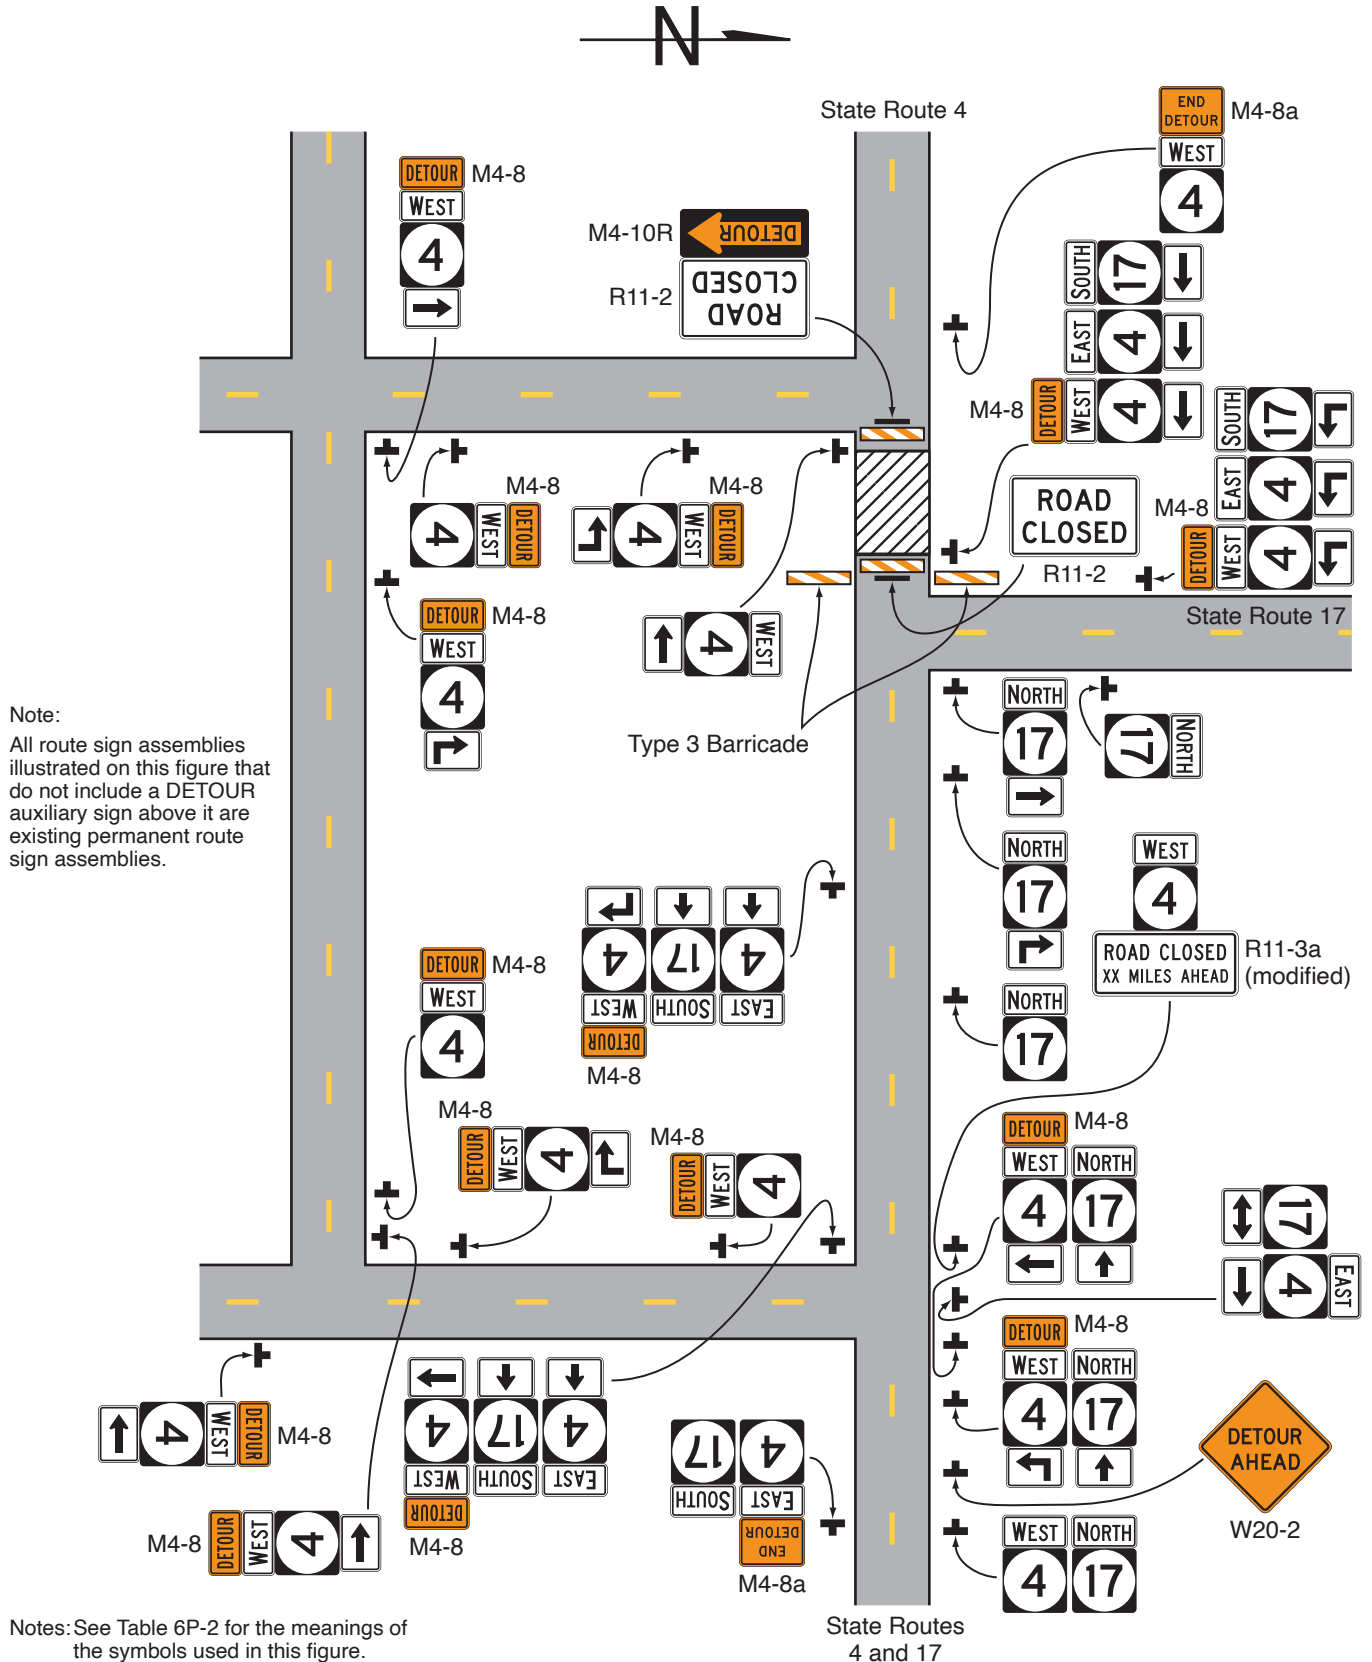 N
State Route 4
END
DETOUR
M4-8a
WEST
4
DETOUR
M4-8
WEST
4
M4-10R
DETOUR
R11-2
ROAD
CLOSED
SOUTH
17
EAST
4
M4-8
DETOUR
WEST
4
SOUTH
17
EAST
4
M4-8
DETOUR
WEST
4
ROAD
CLOSED
R11-2
State Route 17
M4-8
4
WEST
DETOUR
M4-8
4
WEST
DETOUR
DETOUR
M4-8
WEST
4
4
WEST
Type 3 Barricade
NORTH
17
17
NORTH
NORTH
17
NORTH
17
WEST
4
ROAD CLOSED
XX MILES AHEAD
R11-3a
(modified)
Note:
All route sign assemblies
illustrated on this figure that
do not include a DETOUR
auxiliary sign above it are
existing permanent route
sign assemblies.
4
17
4
WEST
SOUTH
EAST
DETOUR
M4-8
DETOUR
M4-8
WEST
4
M4-8
DETOUR
WEST
4
M4-8
DETOUR
WEST
4
DETOUR
M4-8
WEST
NORTH
4
17
17
4
EAST
DETOUR
M4-8
WEST
NORTH
4
17
DETOUR
AHEAD
W20-2
WEST
NORTH
4
17
4
WEST
DETOUR
M4-8
M4-8
DETOUR
WEST
4
4
17
4
WEST
SOUTH
EAST
DETOUR
M4-8
17
4
SOUTH
EAST
END
DETOUR
M4-8a
State Routes
4 and 17
Notes: See Table 6P-2 for the meanings of
the symbols used in this figure.